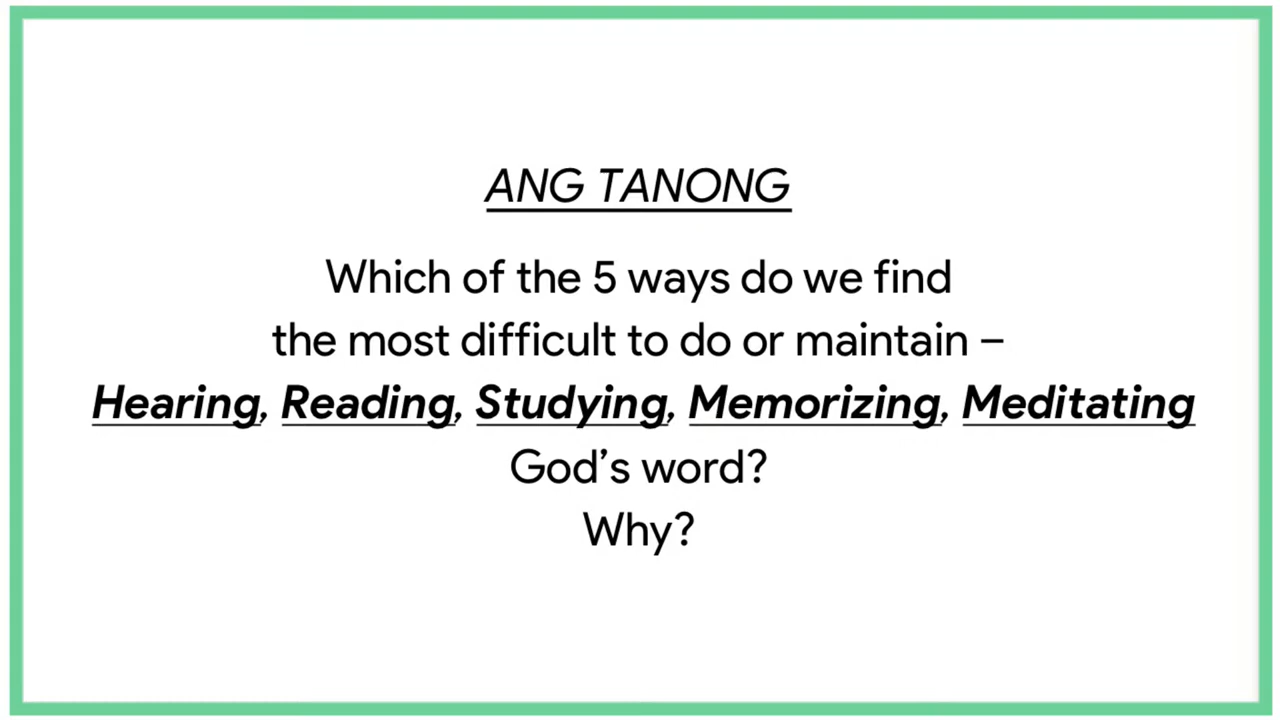 ANG TANONG
Which of the 5 ways do we find
the most difficult to do or maintain –
Hearing, Reading, Studying, Memorizing, Meditating
God’s word?
Why?